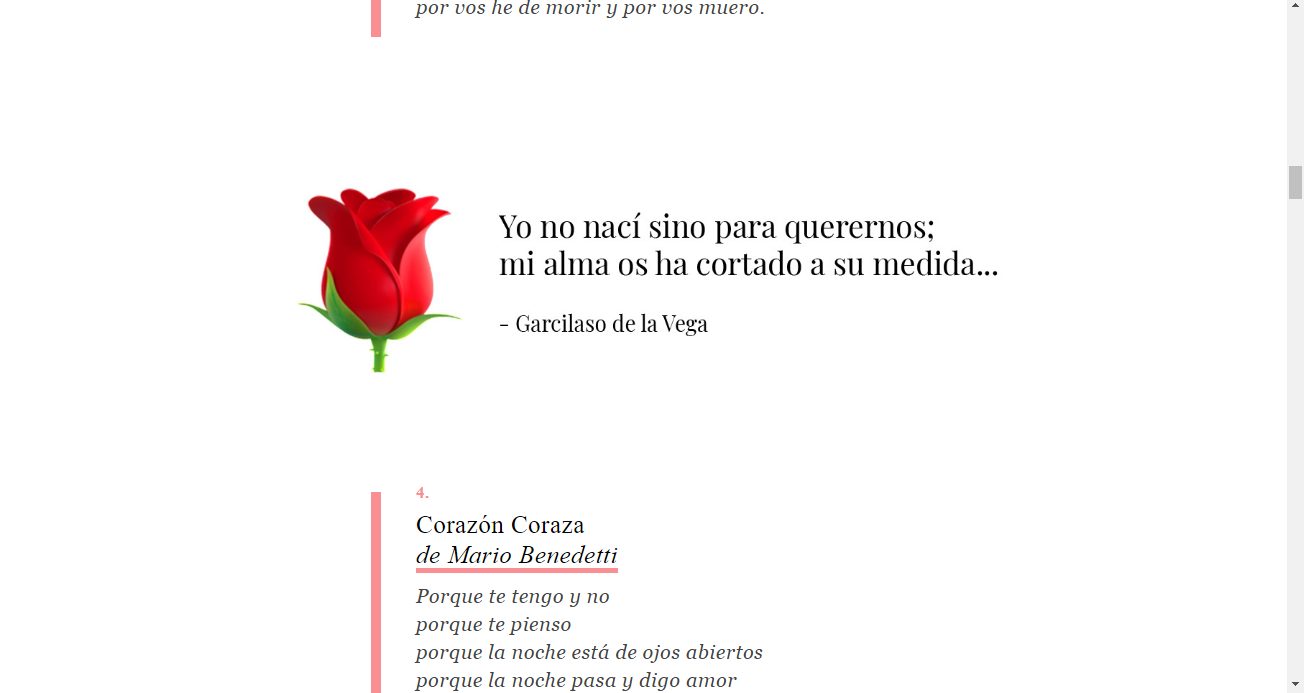 por vos he de morir y por vos muero.
Yo no nací sino para querernos;
mi alma os ha cortado a su medida...
- Garcilaso de la Vega
4.
Corazón Coraza
de Mario Benedetti
Porque te tengo y no
porque te pienso
porque la noche está de ojos abiertos
porque la noche pasa y digo amor